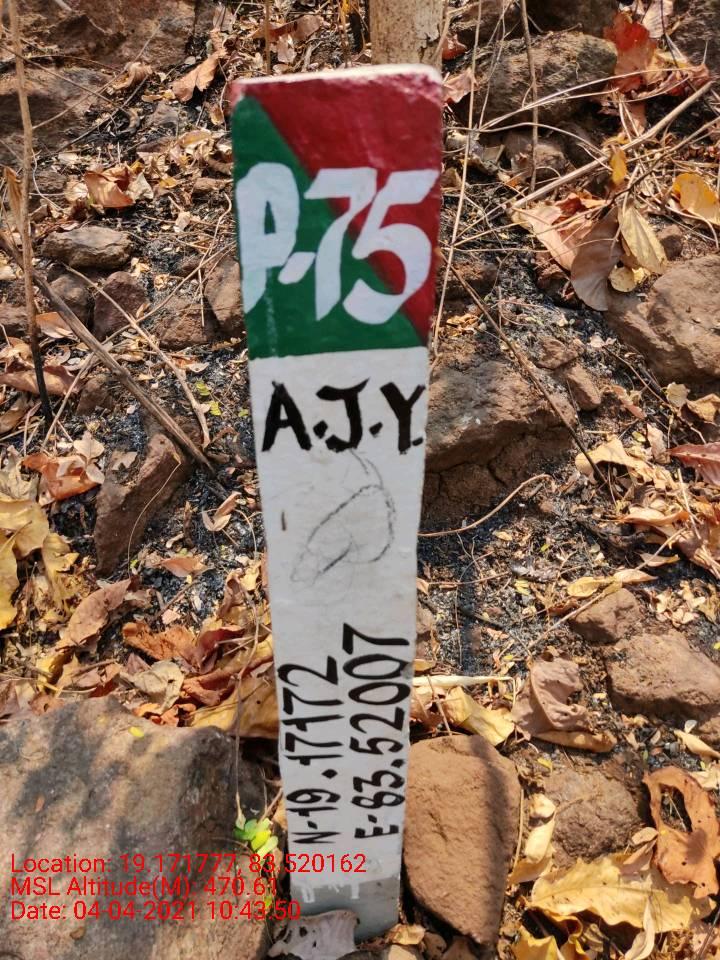 P-75
A.J.Y.
N-19.17172
E-83.52007
Location: 19.171777, 83.520162
MSL Altitude(M): 470.61
Date: 04-04-2021 10:43:50